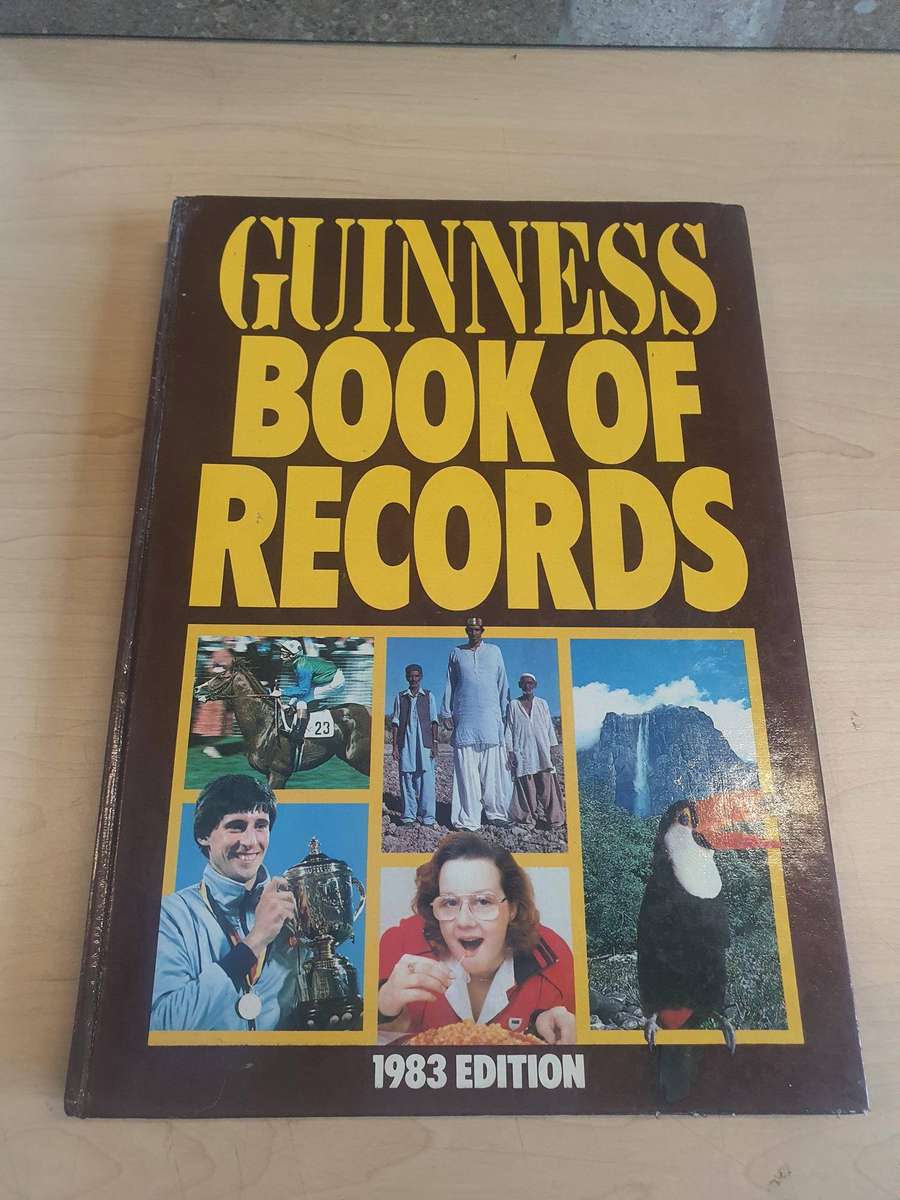 GUINNESS
BOOK OF
RECORDS
23
1983 EDITION